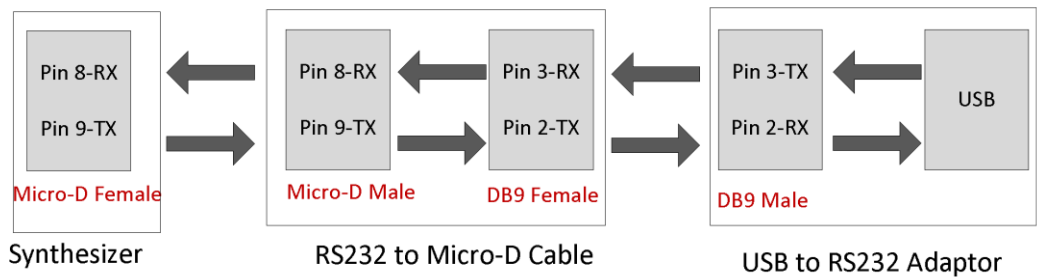 Pin 8-RX
Pin 9-TX
Micro-D Female
Synthesizer
Pin 8-RX
Pin 9-TX
Micro-D Male
Pin 3-RX
Pin 2-TX
DB9 Female
RS232 to Micro-D Cable
Pin 3-TX
Pin 2-RX
DB9 Male
USB
USB to RS232 Adaptor